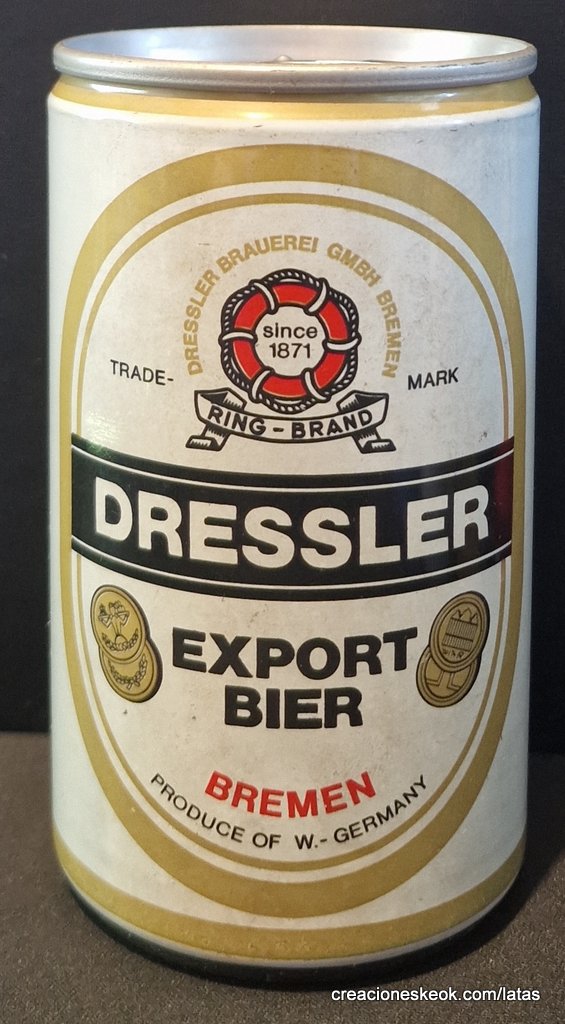 DRESSLER BRAUEREI GMBH BREMEN
since
1871
TRADE- MARK
RING-BRAND
DRESSLER
EXPORT
BIER
BREMEN
PRODUCE OF W.-GERMANY
creacioneskeok.com/latas